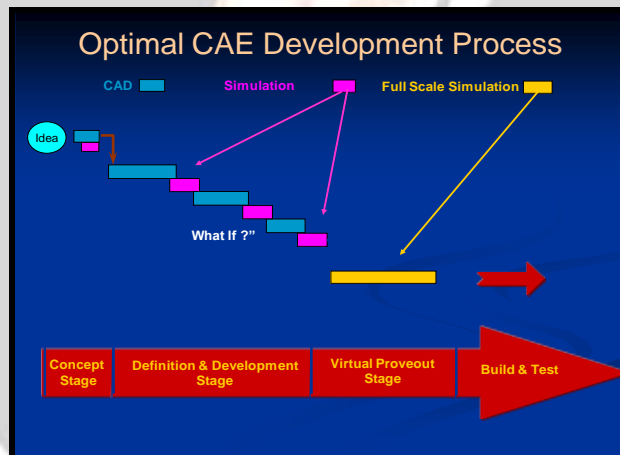 Optimal CAE Development Process
CAD
Simulation
Full Scale Simulation
Idea
What If ?”
Concept
Stage
Definition & Development
Stage
Virtual Proveout
Stage
Build & Test